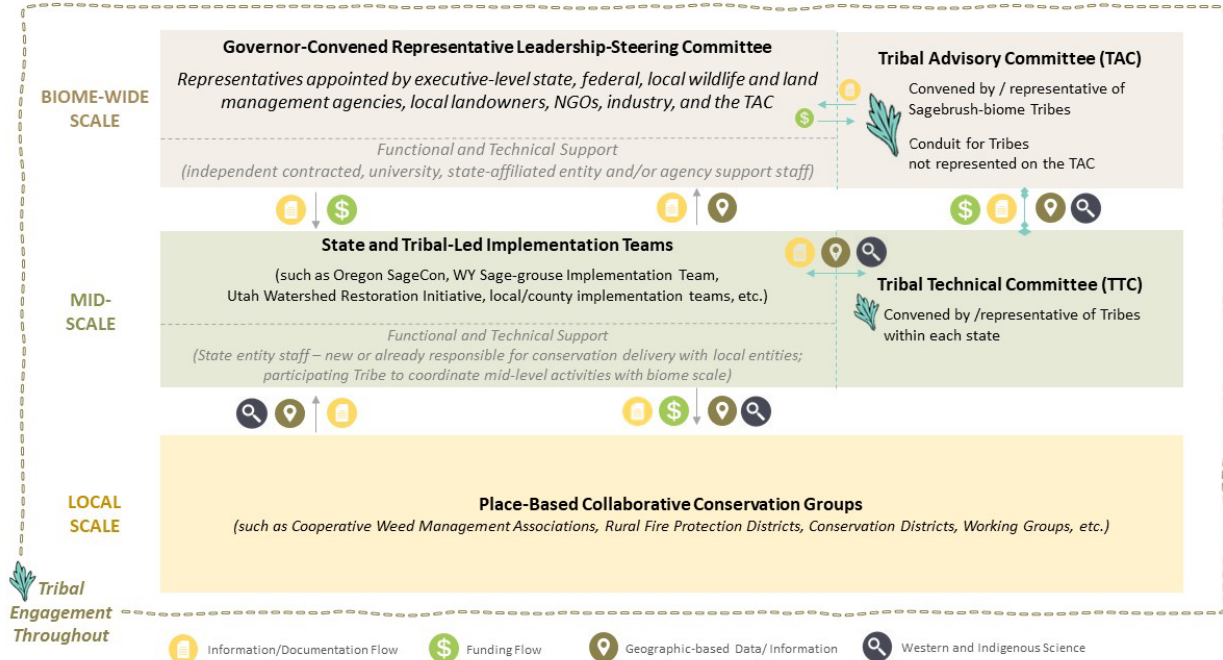 BIOME-WIDE
SCALE
Governor-Convened Representative Leadership-Steering Committee
Representatives appointed by executive-level state, federal, local wildlife and land
management agencies, local landowners, NGOs, industry, and the TAC
Functional and Technical Support
(independent contracted, university, state-affiliated entity and/or agency support staff)
$
Tribal Advisory Committee (TAC)
Convened by / representative of
Sagebrush-biome Tribes
Conduit for Tribes
not represented on the TAC
$
$
MID-
SCALE
State and Tribal-Led Implementation Teams
(such as Oregon SageCon, WY Sage-grouse Implementation Team,
Utah Watershed Restoration Initiative, local/county implementation teams, etc.)
Functional and Technical Support
(State entity staff – new or already responsible for conservation delivery with local entities;
participating Tribe to coordinate mid-level activities with biome scale)
Tribal Technical Committee (TTC)
Convened by /representative of Tribes
within each state
$
LOCAL
SCALE
Place-Based Collaborative Conservation Groups
(such as Cooperative Weed Management Associations, Rural Fire Protection Districts, Conservation Districts, Working Groups, etc.)
Tribal
Engagement
Throughout
Information/Documentation Flow
$ Funding Flow
Geographic-based Data/ Information
Western and Indigenous Science